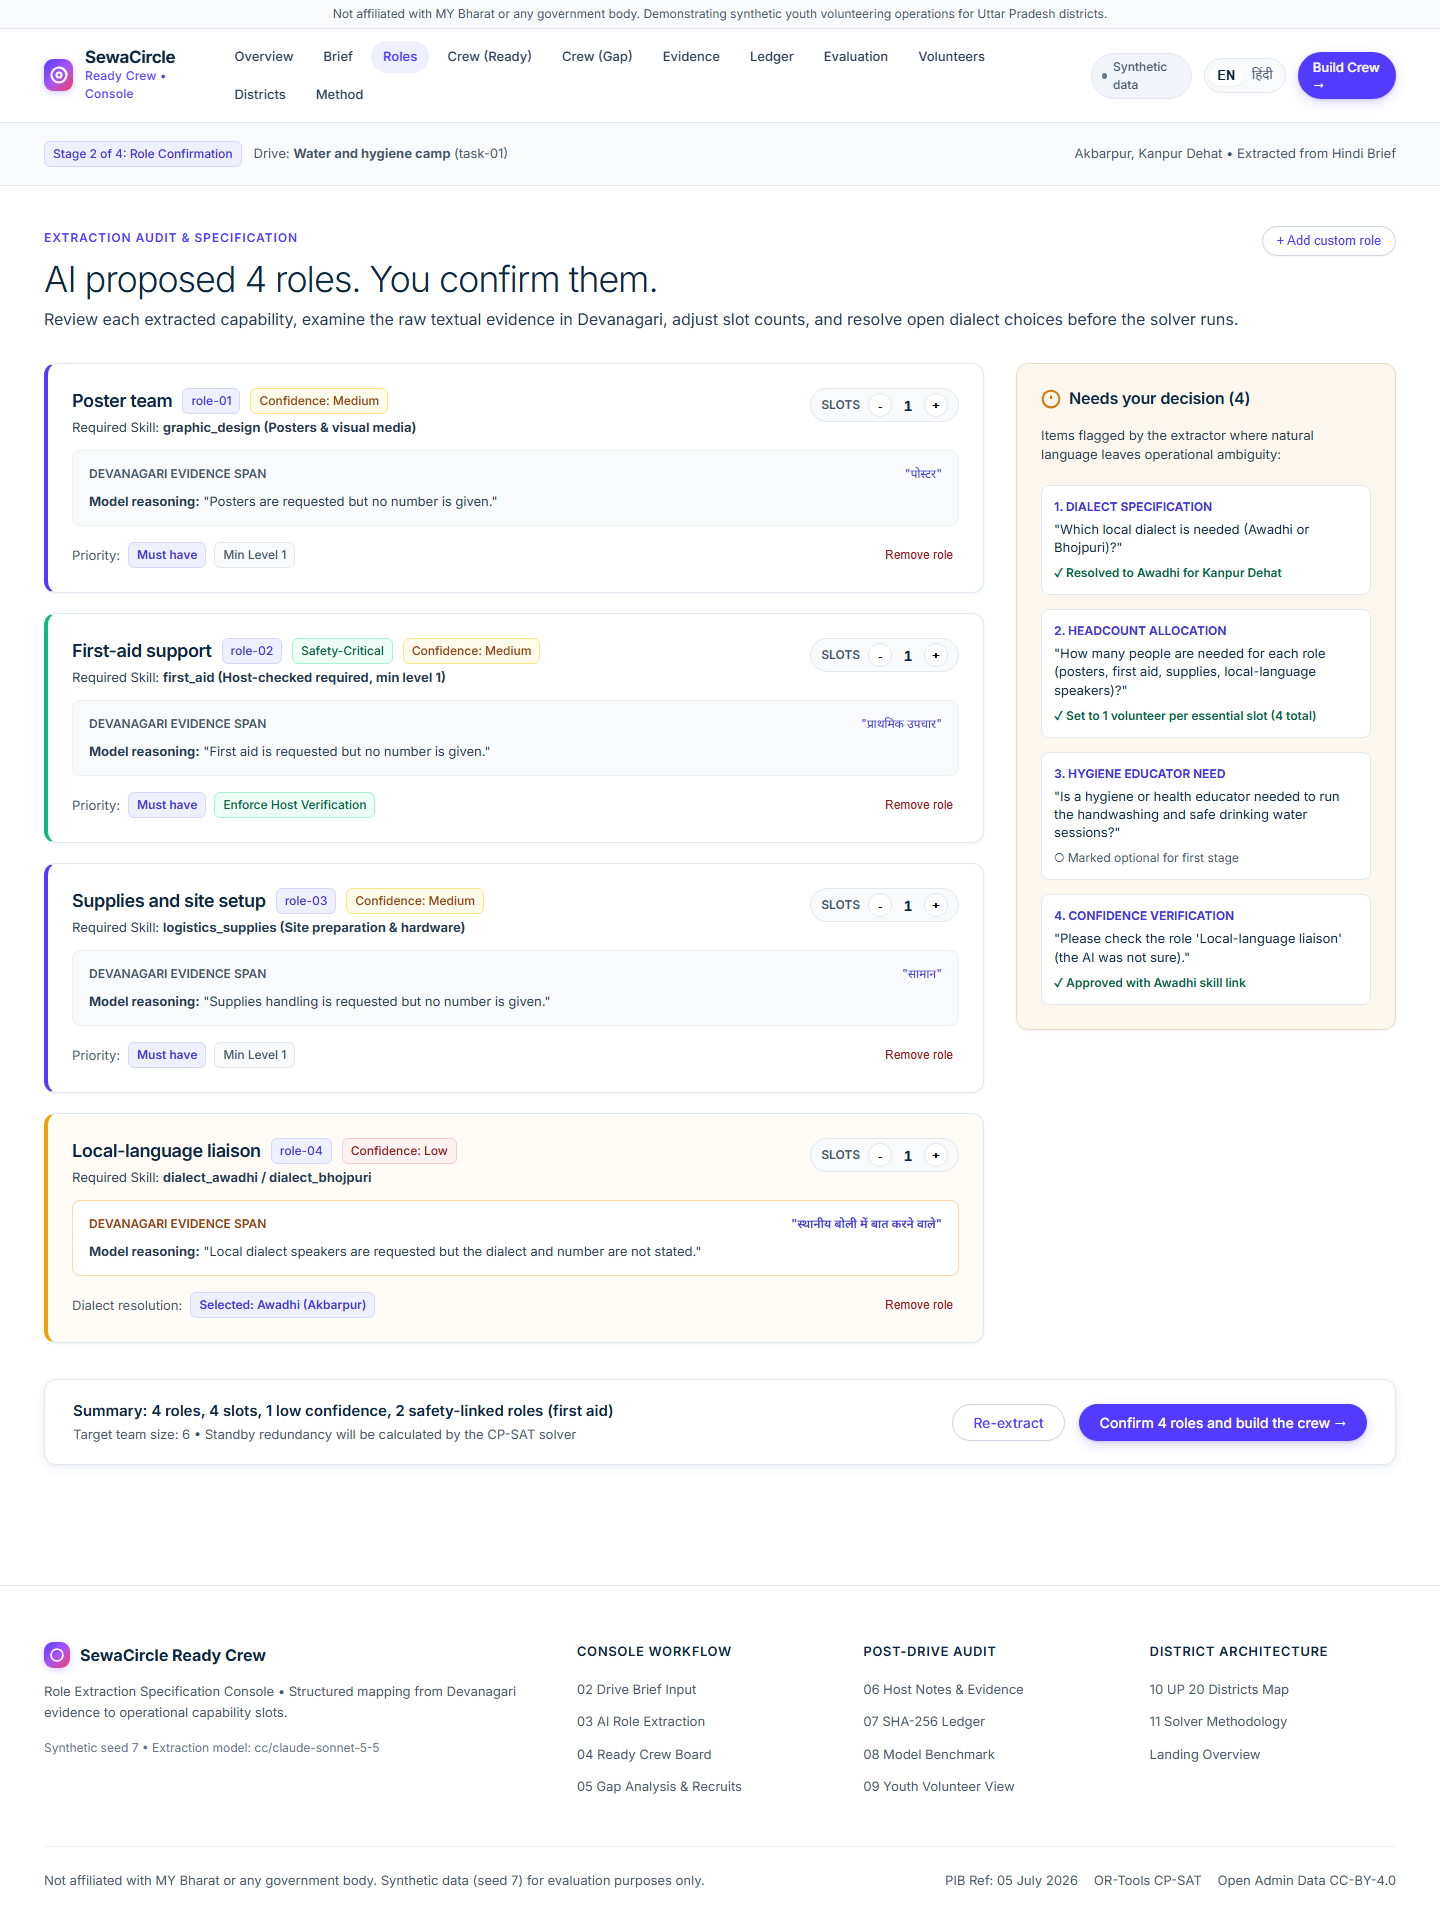 Not affiliated with MY Bharat or any government body. Demonstrating synthetic youth volunteering operations for Uttar Pradesh districts.
SewaCircle
Ready Crew •
Console
Overview Brief Roles Crew (Ready) Crew (Gap) Evidence Ledger Evaluation Volunteers
Districts Method
Synthetic
data
EN हिंदी
Build Crew
→
Stage 2 of 4: Role Confirmation Drive: Water and hygiene camp (task-01)
Akbarpur, Kanpur Dehat • Extracted from Hindi Brief
EXTRACTION AUDIT & SPECIFICATION
+ Add custom role
AI proposed 4 roles. You confirm them.
Review each extracted capability, examine the raw textual evidence in Devanagari, adjust slot counts, and resolve open dialect choices before the solver runs.
Poster team role-01 Confidence: Medium
SLOTS - 1 +
Required Skill: graphic_design (Posters & visual media)
DEVANAGARI EVIDENCE SPAN "पोस्टर"
Model reasoning: "Posters are requested but no number is given."
Priority: Must have Min Level 1 Remove role
First-aid support role-02 Safety-Critical Confidence: Medium
SLOTS - 1 +
Required Skill: first_aid (Host-checked required, min level 1)
DEVANAGARI EVIDENCE SPAN "प्राथमिक उपचार"
Model reasoning: "First aid is requested but no number is given."
Priority: Must have Enforce Host Verification Remove role
Supplies and site setup role-03 Confidence: Medium
SLOTS - 1 +
Required Skill: logistics_supplies (Site preparation & hardware)
DEVANAGARI EVIDENCE SPAN "सामान"
Model reasoning: "Supplies handling is requested but no number is given."
Priority: Must have Min Level 1 Remove role
Local-language liaison role-04 Confidence: Low
SLOTS - 1 +
Required Skill: dialect_awadhi / dialect_bhojpuri
DEVANAGARI EVIDENCE SPAN "स्थानीय बोली में बात करने वाले"
Model reasoning: "Local dialect speakers are requested but the dialect and number are not stated."
Dialect resolution: Selected: Awadhi (Akbarpur) Remove role
Needs your decision (4)
Items flagged by the extractor where natural
language leaves operational ambiguity:
1. DIALECT SPECIFICATION
"Which local dialect is needed (Awadhi or
Bhojpuri)?"
✓ Resolved to Awadhi for Kanpur Dehat
2. HEADCOUNT ALLOCATION
"How many people are needed for each role
(posters, first aid, supplies, local-language
speakers)?"
✓ Set to 1 volunteer per essential slot (4 total)
3. HYGIENE EDUCATOR NEED
"Is a hygiene or health educator needed to run
the handwashing and safe drinking water
sessions?"
○ Marked optional for first stage
4. CONFIDENCE VERIFICATION
"Please check the role 'Local-language liaison'
(the AI was not sure)."
✓ Approved with Awadhi skill link
Summary: 4 roles, 4 slots, 1 low confidence, 2 safety-linked roles (first aid)
Target team size: 6 • Standby redundancy will be calculated by the CP-SAT solver
Re-extract Confirm 4 roles and build the crew →
SewaCircle Ready Crew
Role Extraction Specification Console • Structured mapping from Devanagari
evidence to operational capability slots.
Synthetic seed 7 • Extraction model: cc/claude-sonnet-5-5
CONSOLE WORKFLOW
02 Drive Brief Input
03 AI Role Extraction
04 Ready Crew Board
05 Gap Analysis & Recruits
POST-DRIVE AUDIT
06 Host Notes & Evidence
07 SHA-256 Ledger
08 Model Benchmark
09 Youth Volunteer View
DISTRICT ARCHITECTURE
10 UP 20 Districts Map
11 Solver Methodology
Landing Overview
Not affiliated with MY Bharat or any government body. Synthetic data (seed 7) for evaluation purposes only.
PIB Ref: 05 July 2026 OR-Tools CP-SAT Open Admin Data CC-BY-4.0